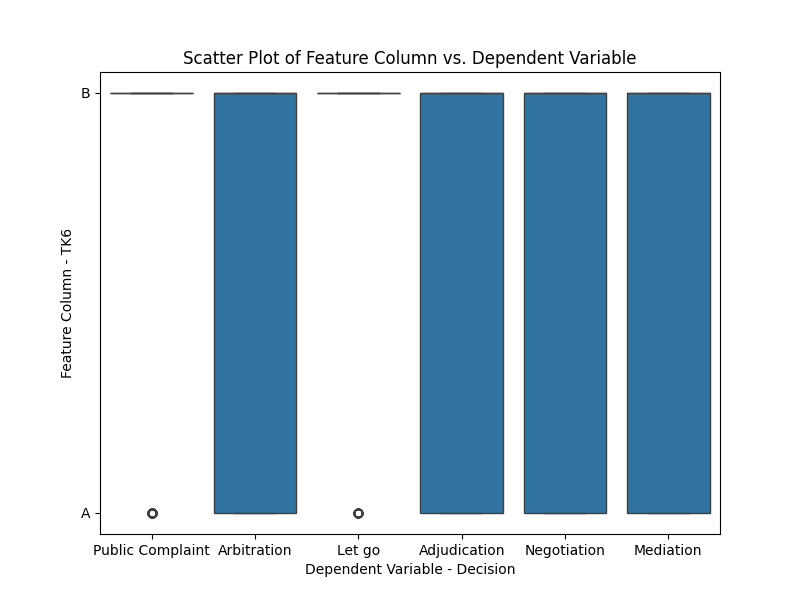 Scatter Plot of Feature Column vs. Dependent Variable
B
Feature Column - TK6
A
Public Complaint Arbitration Let go Adjudication Negotiation Mediation
Dependent Variable - Decision